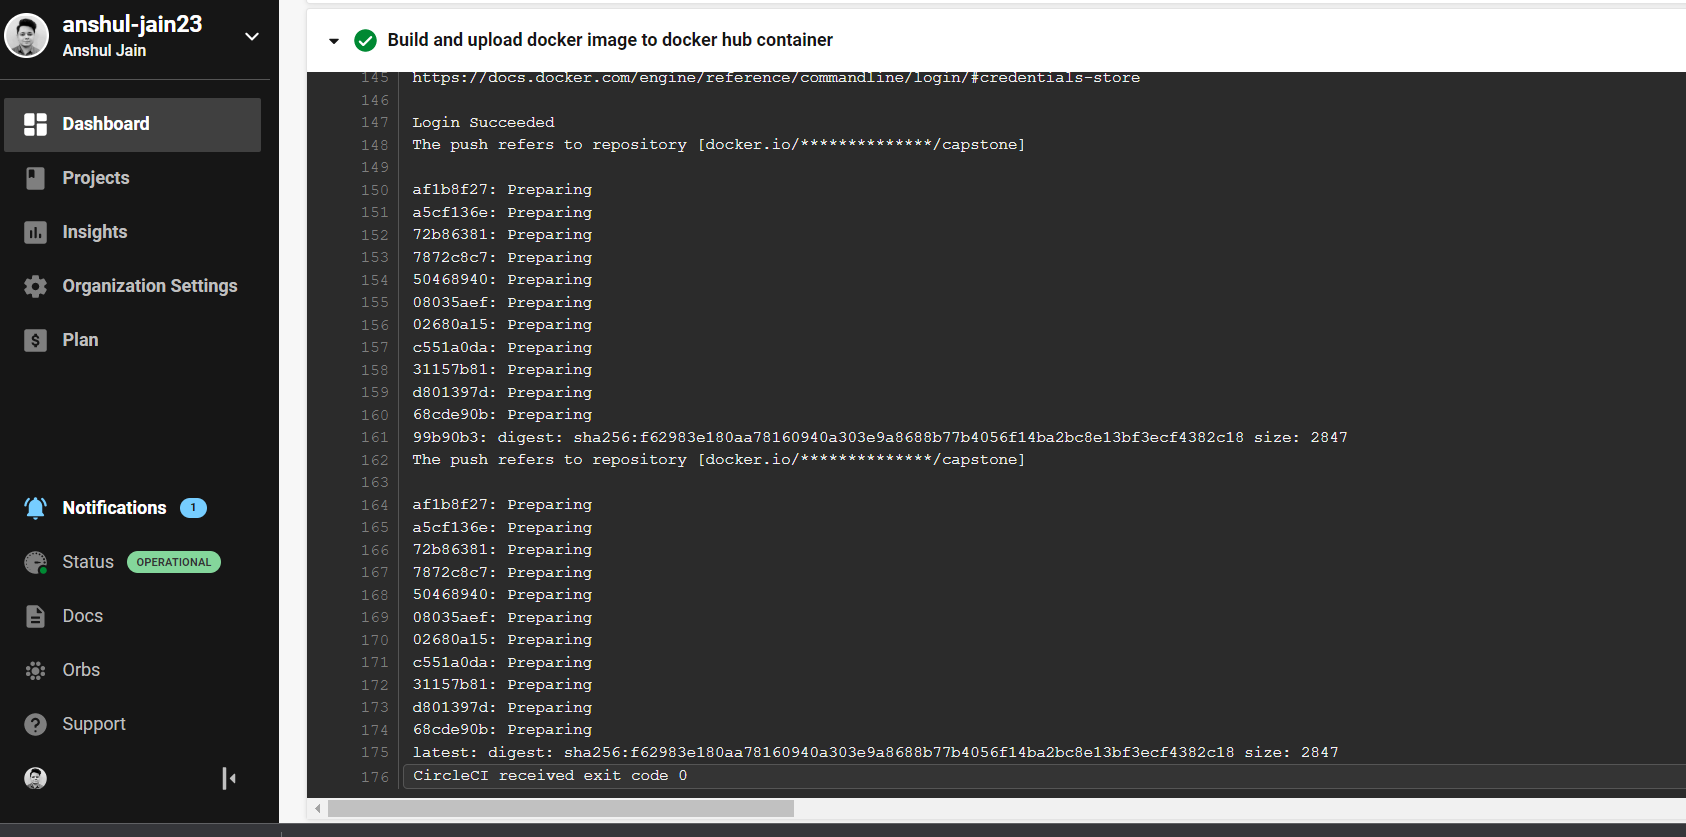 anshul-jain23
Anshul Jain
Dashboard
Projects
Insights
Organization Settings
$ Plan
Notifications 1
Status OPERATIONAL
Docs
Orbs
? Support
Build and upload docker image to docker hub container
145 https://docs.docker.com/engine/reference/commandline/login/#credentials-store
146
147 Login Succeeded
148 The push refers to repository [docker.io/**************/capstone]
149
150 af1b8f27: Preparing
151 a5cf136e: Preparing
152 72b86381: Preparing
153 7872c8c7: Preparing
154 50468940: Preparing
155 08035aef: Preparing
156 02680a15: Preparing
157 c551a0da: Preparing
158 31157b81: Preparing
159 d801397d: Preparing
160 68cde90b: Preparing
161 99b90b3: digest: sha256:f62983e180aa78160940a303e9a8688b77b4056f14ba2bc8e13bf3ecf4382c18 size: 2847
162 The push refers to repository [docker.io/**************/capstone]
163
164 af1b8f27: Preparing
165 a5cf136e: Preparing
166 72b86381: Preparing
167 7872c8c7: Preparing
168 50468940: Preparing
169 08035aef: Preparing
170 02680a15: Preparing
171 c551a0da: Preparing
172 31157b81: Preparing
173 d801397d: Preparing
174 68cde90b: Preparing
175 latest: digest: sha256:f62983e180aa78160940a303e9a8688b77b4056f14ba2bc8e13bf3ecf4382c18 size: 2847
176 CircleCI received exit code 0